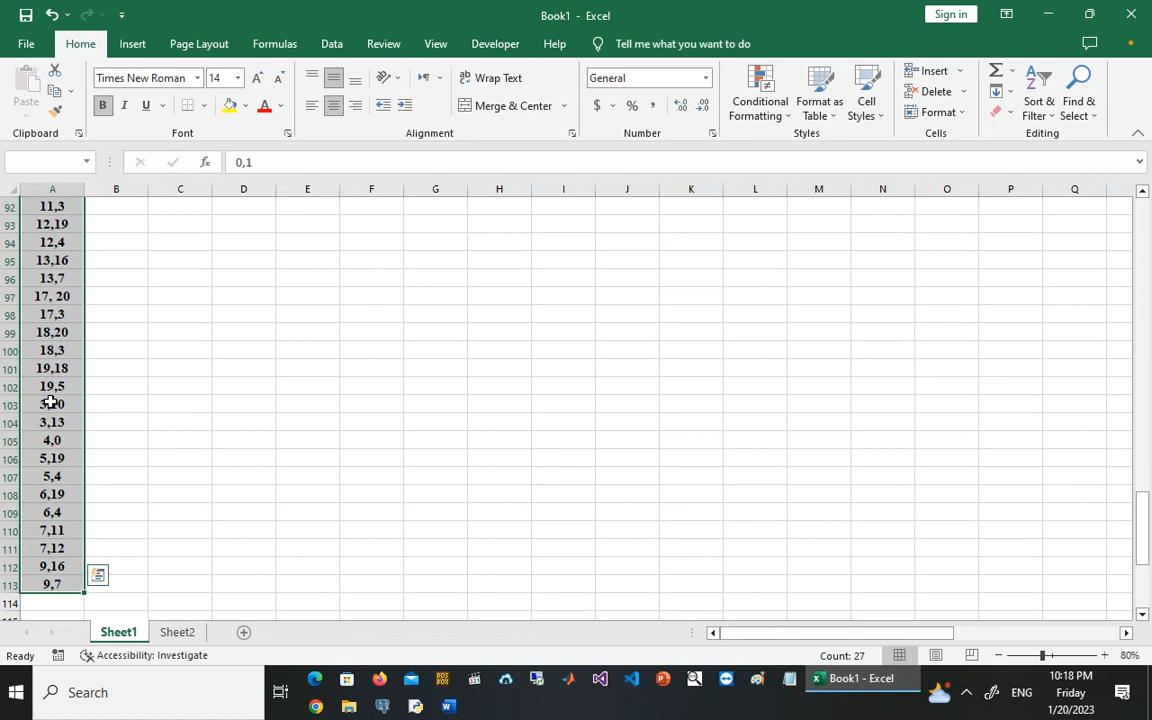 Book1 - Excel
Sign in
File Home Insert Page Layout Formulas Data Review View Developer Help Tell me what you want to do
Paste
Clipboard
Times New Roman 14
B I U
Font
Wrap Text
Merge & Center
Alignment
General
$ % ,
Number
Conditional Formatting
Format as Table
Cell Styles
Styles
Insert
Delete
Format
Cells
Sort & Filter
Find & Select
Editing
0,1
A B C D E F G H I J K L M N O P Q
92 11,3
93 12,19
94 12,4
95 13,16
96 13,7
97 17, 20
98 17,3
99 18,20
100 18,3
101 19,18
102 19,5
103
104 3,13
105 4,0
106 5,19
107 5,4
108 6,19
109 6,4
110 7,11
111 7,12
112 9,16
113 9,7
114
Sheet1 Sheet2
Ready Accessibility: Investigate Count: 27 80%
Search
Book1 - Excel
ENG
10:18 PM
Friday
1/20/2023